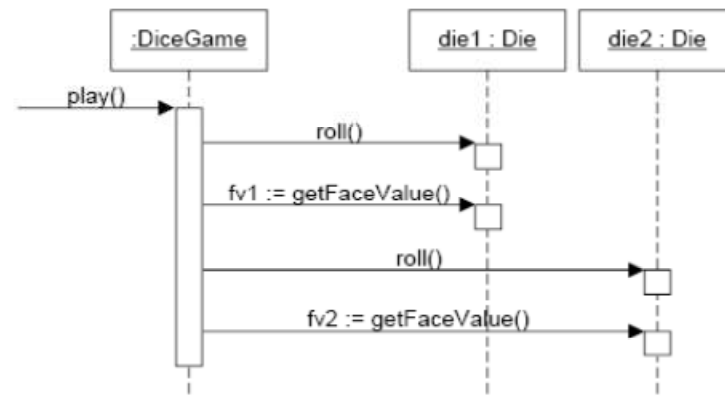 :DiceGame
die1 : Die
die2 : Die
play()
roll()
fv1 := getFaceValue()
roll()
fv2 := getFaceValue()